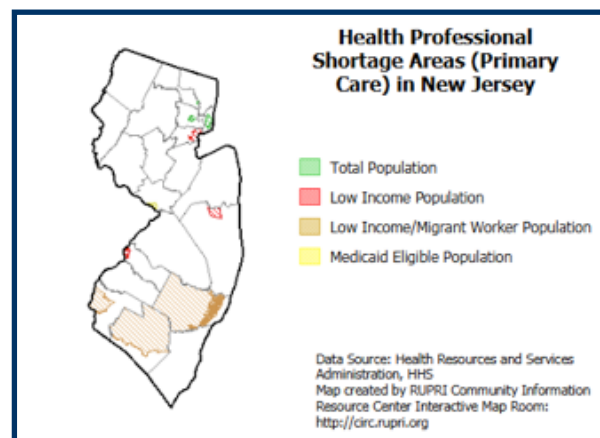 Health Professional
Shortage Areas (Primary
Care) in New Jersey
Total Population
Low Income Population
Low Income/Migrant Worker Population
Medicaid Eligible Population
Data Source: Health Resources and Services
Administration, HHS
Map created by RUPRI Community Information
Resource Center Interactive Map Room:
http://circ.rupri.org